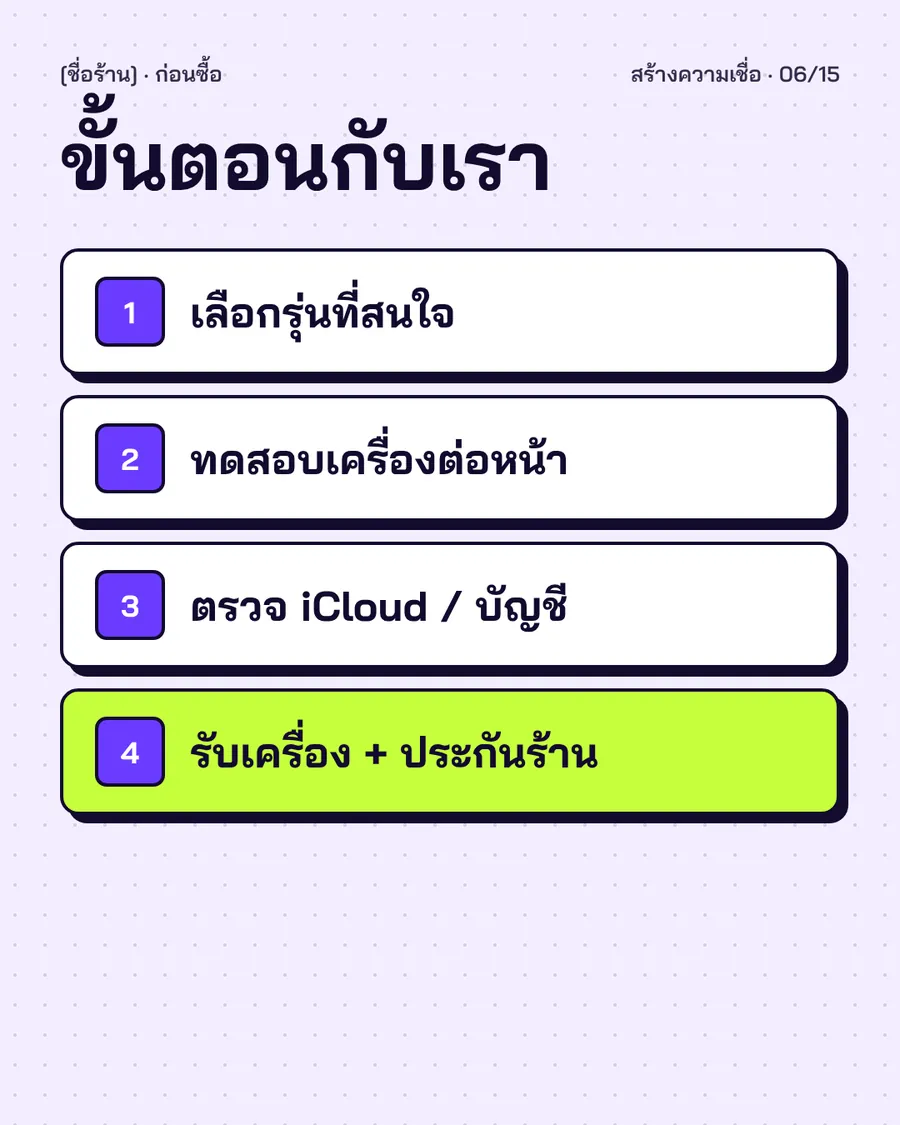 [ชื่อร้าน] · ก่อนซื้อ
สร้างความเชื่อ · 06/15
ขั้นตอนกับเรา
1 เลือกรุ่นที่สนใจ
2 ทดสอบเครื่องต่อหน้า
3 ตรวจ iCloud / บัญชี
4 รับเครื่อง + ประกันร้าน